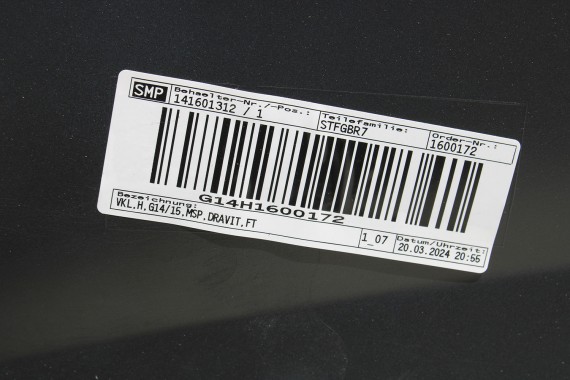 SMP
Behaelter-Nr./-Pos.:
141601312 / 1
Teilefamilie:
STFGBR7
Order-Nr.:
1600172
G14H1600172
Bezeichnung:
VKL.H.G14/15.MSP.DRAVIT.FT
1_07
Datum/Uhrzeit:
20.03.2024 20:56